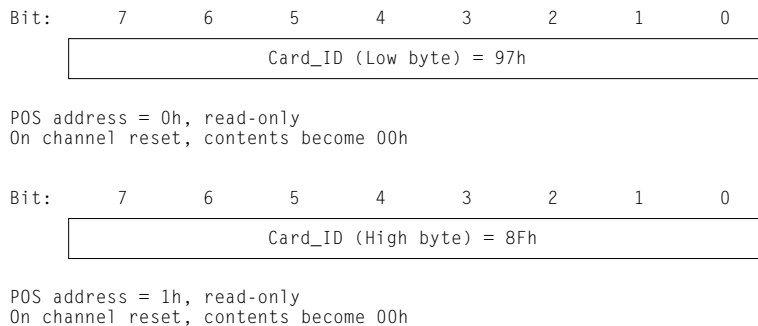 Bit: 7 6 5 4 3 2 1 0
Card_ID (Low byte) = 97h
POS address = 0h, read-only
On channel reset, contents become 00h
Bit: 7 6 5 4 3 2 1 0
Card_ID (High byte) = 8Fh
POS address = 1h, read-only
On channel reset, contents become 00h